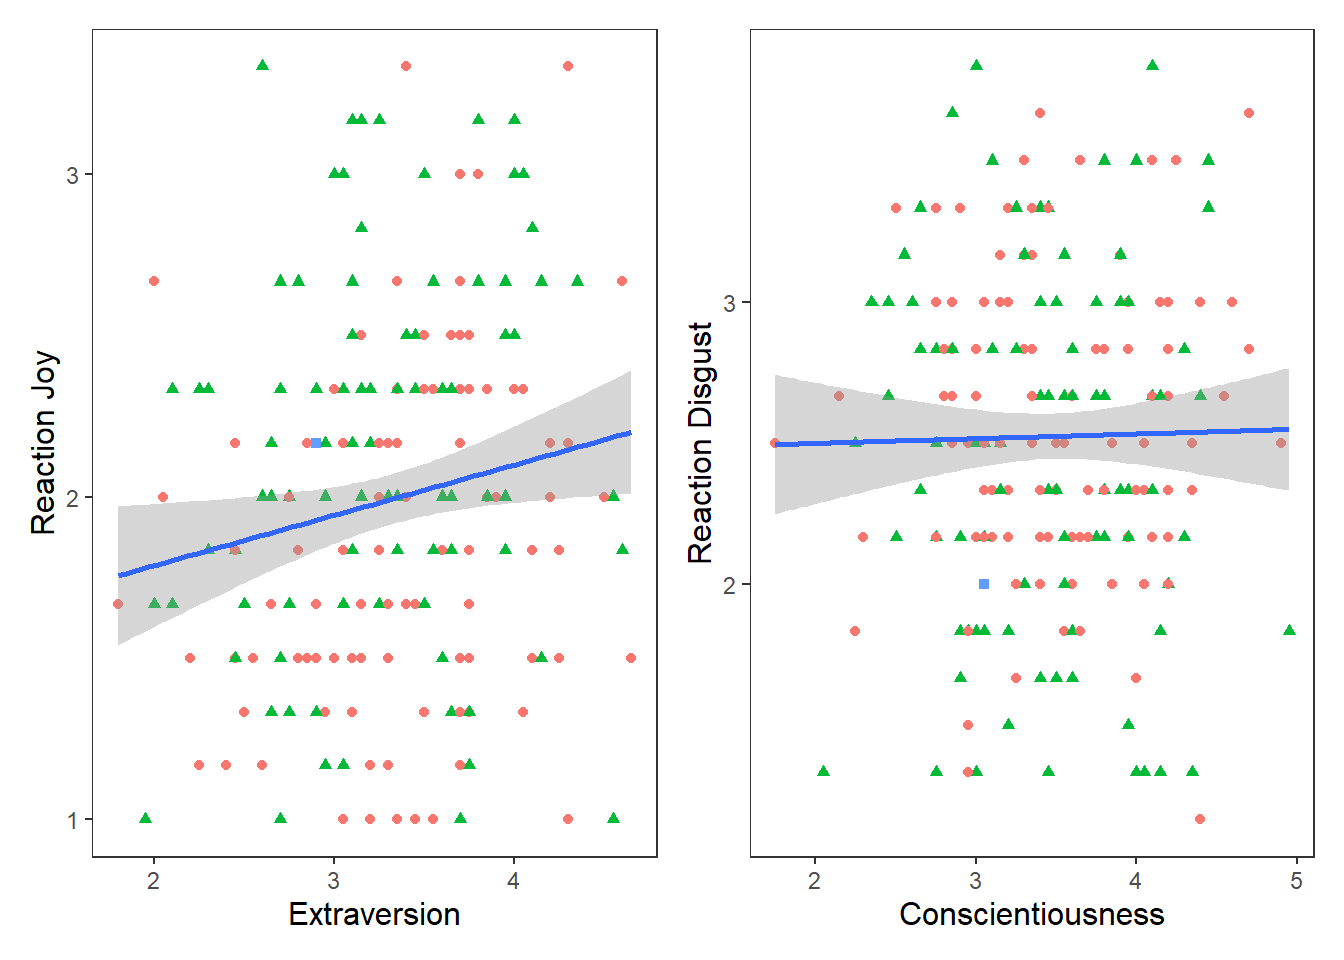 Reaction Joy
3
2
1
2 3 4
Extraversion
Reaction Disgust
3
2
2 3 4 5
Conscientiousness